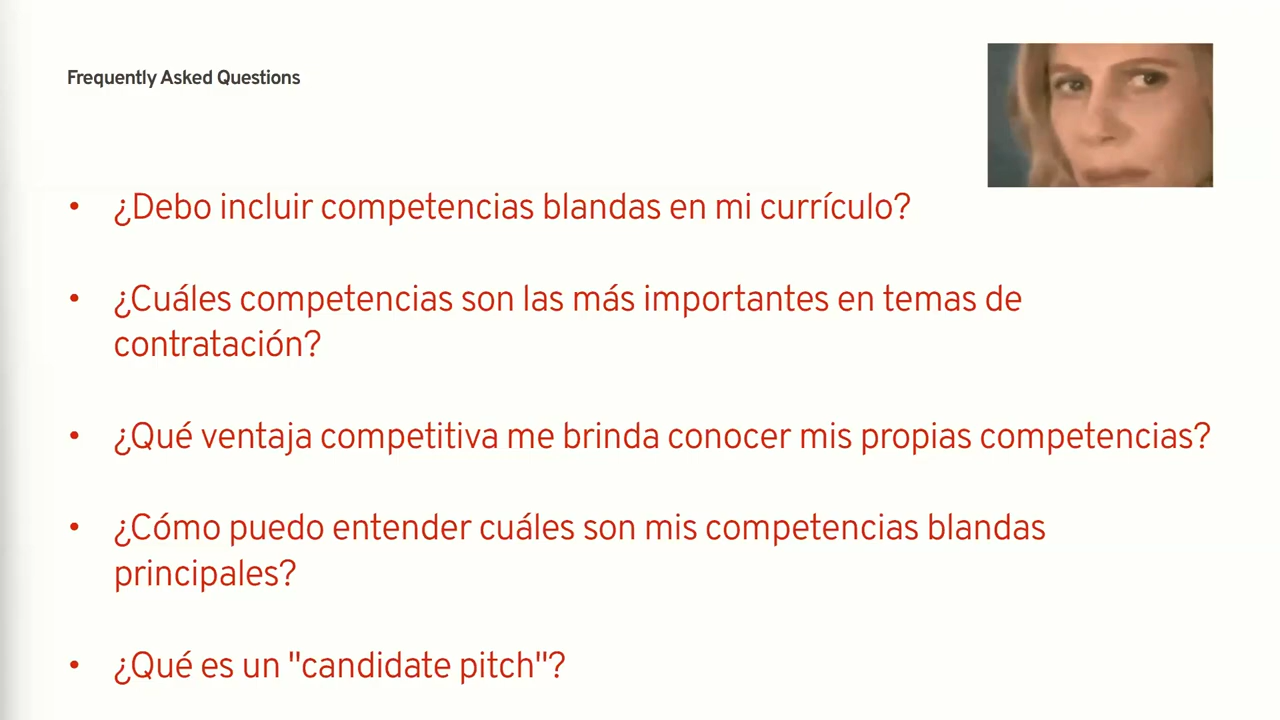 Frequently Asked Questions
• ¿Debo incluir competencias blandas en mi currículo?
• ¿Cuáles competencias son las más importantes en temas de
contratación?
• ¿Qué ventaja competitiva me brinda conocer mis propias competencias?
• ¿Cómo puedo entender cuáles son mis competencias blandas
principales?
• ¿Qué es un "candidate pitch"?